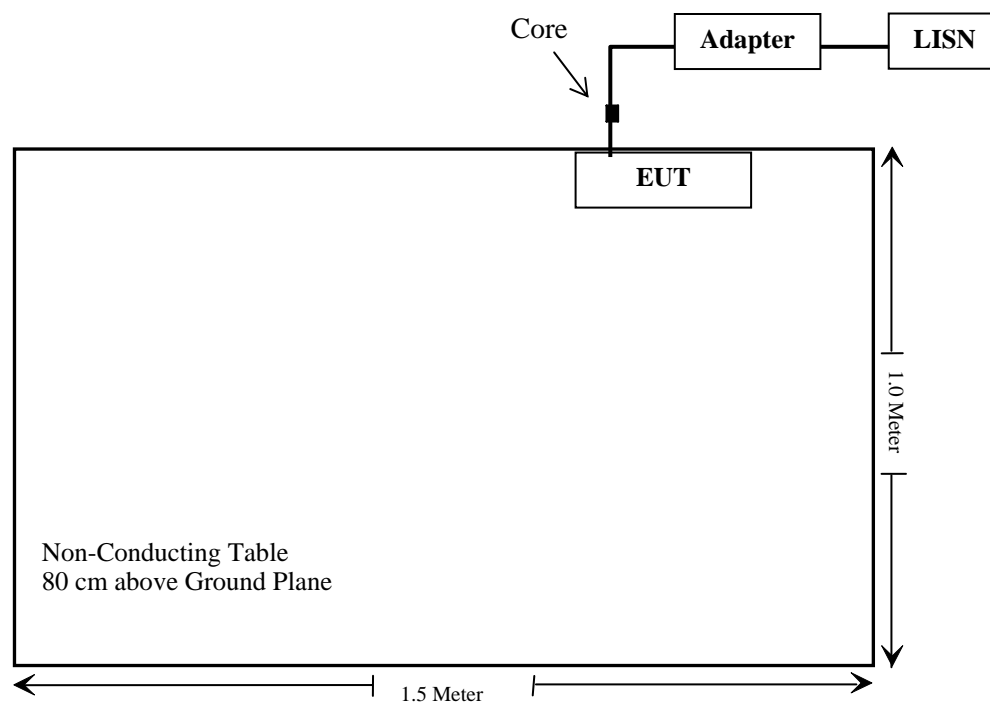 Core
Adapter
LISN
EUT
1.0 Meter
Non-Conducting Table
80 cm above Ground Plane
1.5 Meter